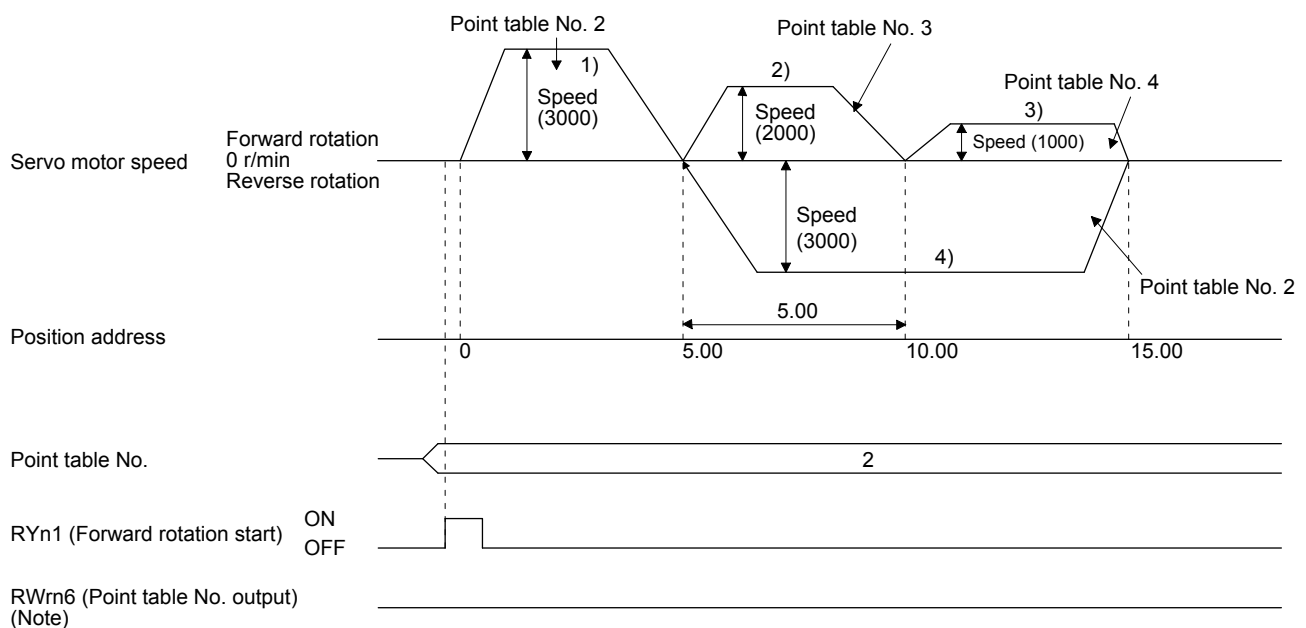 Point table No. 2
Point table No. 3
Point table No. 4
1)
2)
3)
Speed
(3000)
Speed
(2000)
Speed (1000)
Servo motor speed
Forward rotation
0 r/min
Reverse rotation
Speed
(3000)
4)
Point table No. 2
5.00
Position address
0
5.00
10.00
15.00
Point table No.
2
RYn1 (Forward rotation start)
ON
OFF
RWrn6 (Point table No. output)
(Note)